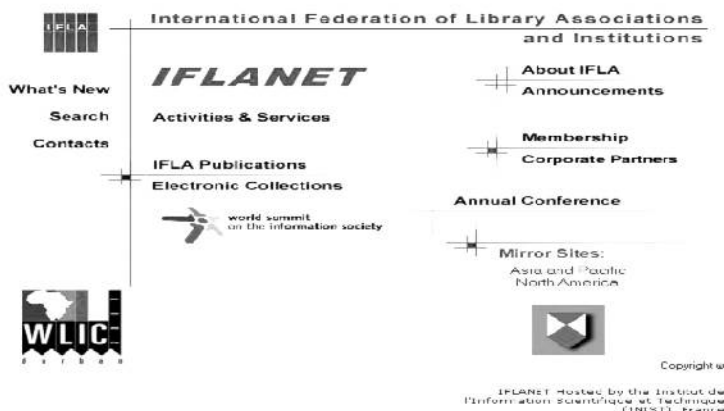 IFLA
International Federation of Library Associations
and Institutions
IFLANET
What's New
Search
Contacts
Activities & Services
IFLA Publications
Electronic Collections
world summit
on the information society
About IFLA
Announcements
Membership
Corporate Partners
Annual Conference
Mirror Sites:
Asia and Pacific
North America
WLIC
durban
Copyright
IFLANET Hosted by the Institut de
l'Information Scientifique et Technique
(INIST), France